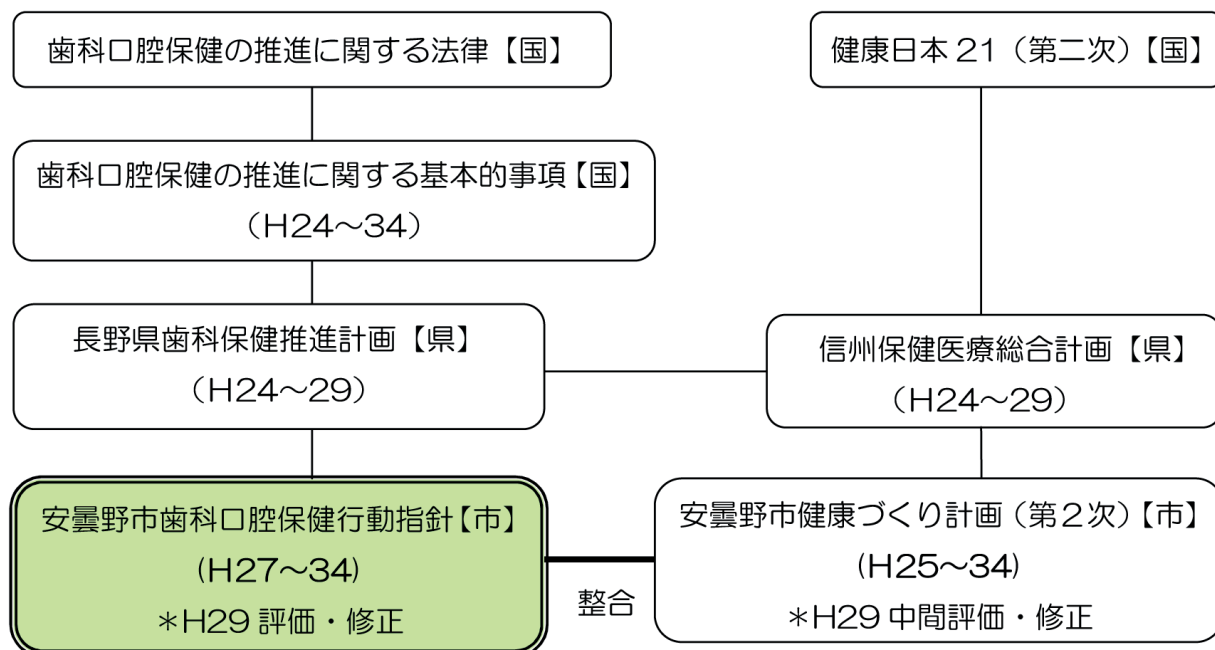 歯科口腔保健の推進に関する法律【国】
健康日本21（第二次）【国】
歯科口腔保健の推進に関する基本的事項【国】
（H24～34）
長野県歯科保健推進計画【県】
（H24～29）
信州保健医療総合計画【県】
（H24～29）
安曇野市歯科口腔保健行動指針【市】
(H27～34)
＊H29 評価・修正
整合
安曇野市健康づくり計画（第２次）【市】
(H25～34)
＊H29 中間評価・修正